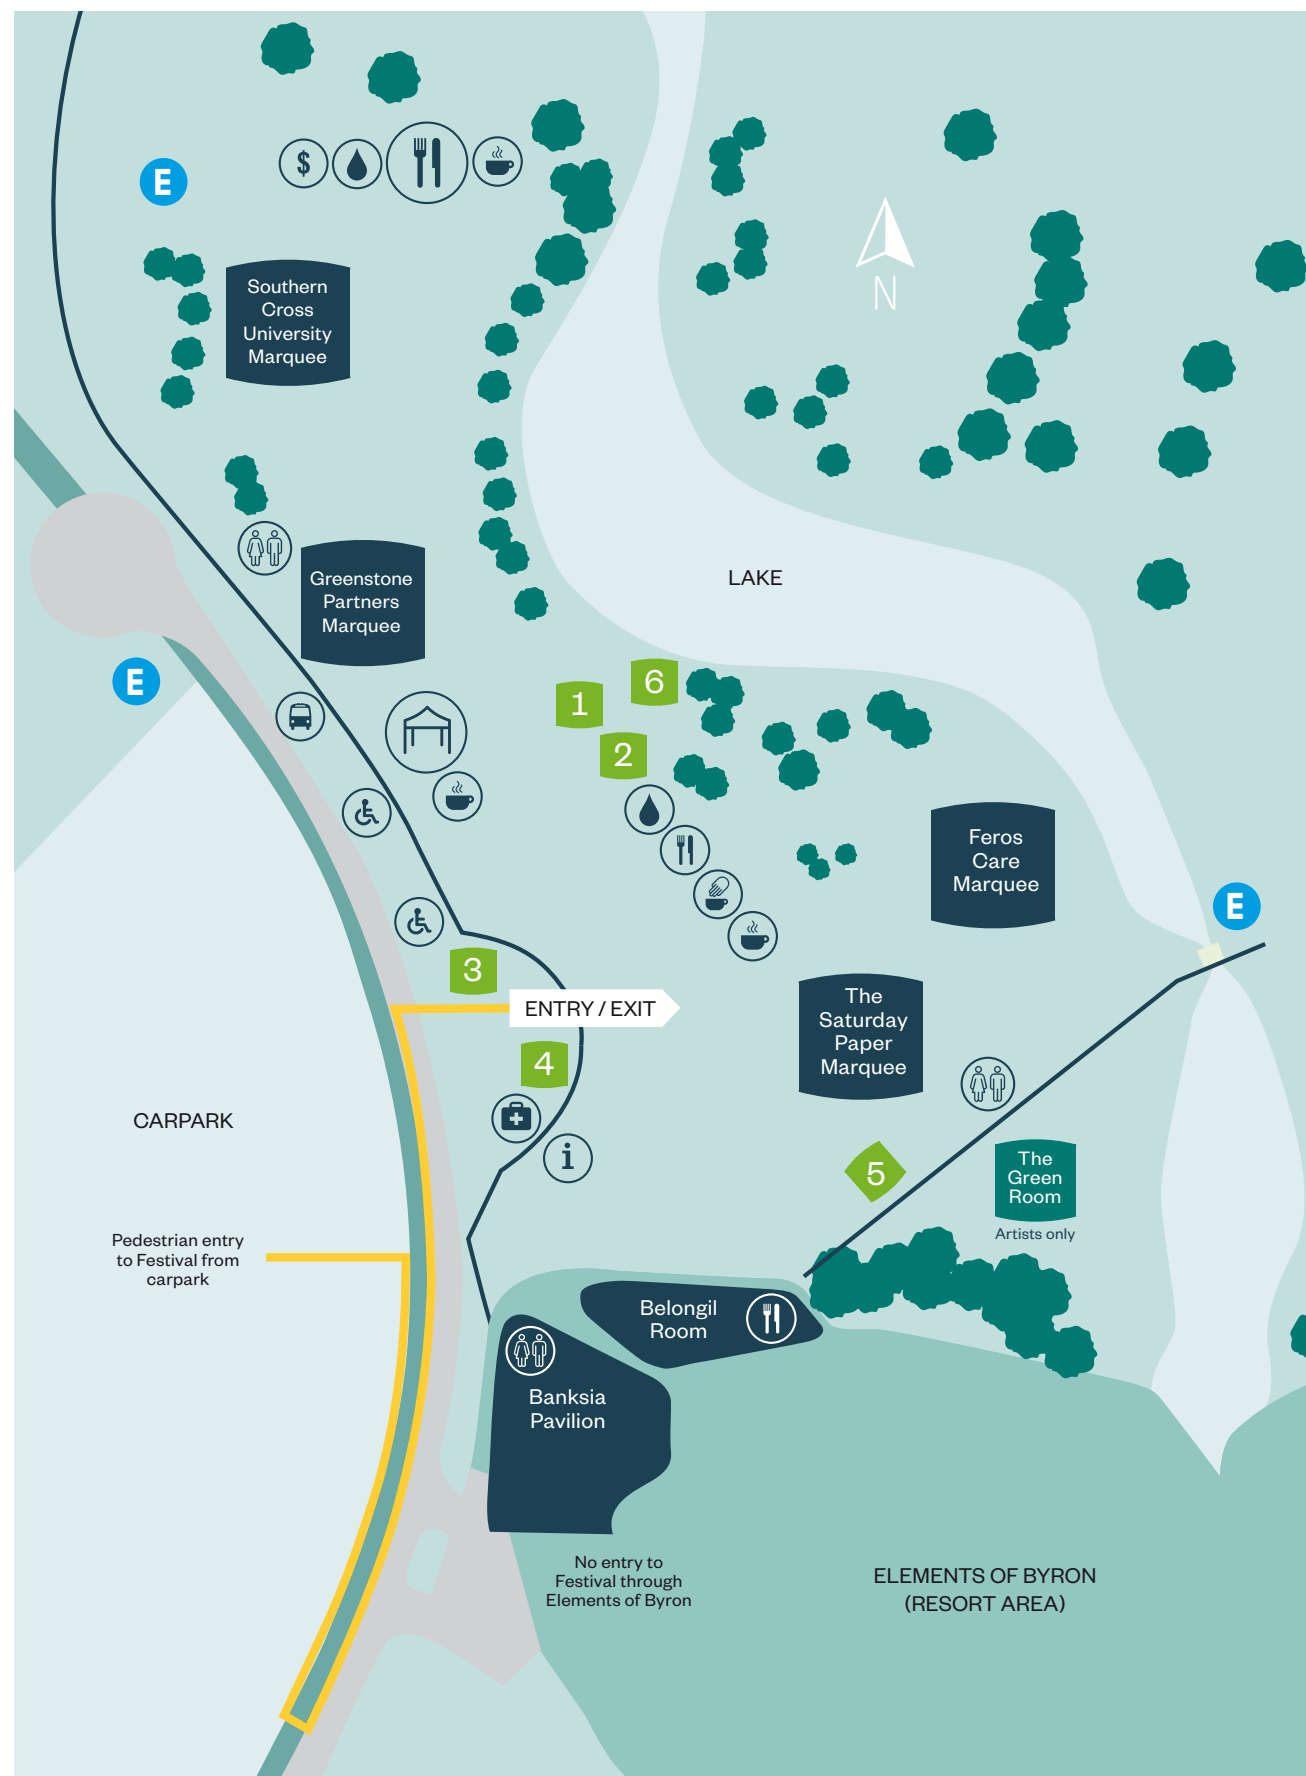 $
E
Southern
Cross
University
Marquee
N
Greenstone
Partners
Marquee
LAKE
E
6
1
2
Feros
Care
Marquee
E
3
The
Saturday
Paper
Marquee
ENTRY / EXIT
4
CARPARK
i
5
The
Green
Room
Artists only
Pedestrian entry
to Festival from
carpark
Belongil
Room
Banksia
Pavilion
No entry to
Festival through
Elements of Byron
ELEMENTS OF BYRON
(RESORT AREA)